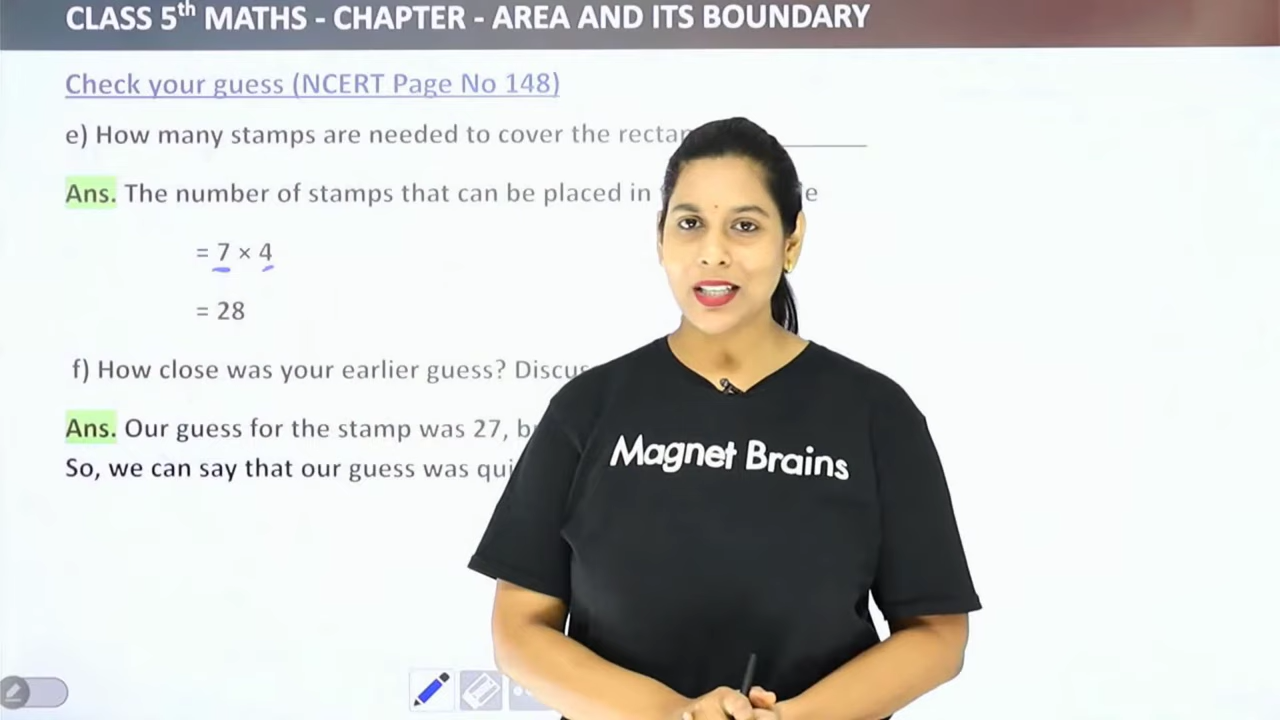 CLASS 5th MATHS - CHAPTER - AREA AND ITS BOUNDARY
Check your guess (NCERT Page No 148)
e) How many stamps are needed to cover the
Ans. The number of stamps that can be placed in
= 7 × 4
= 28
f) How close was your earlier guess?
Ans. Our guess for the stamp was 27,
So, we can say that our guess was
Magnet Brains